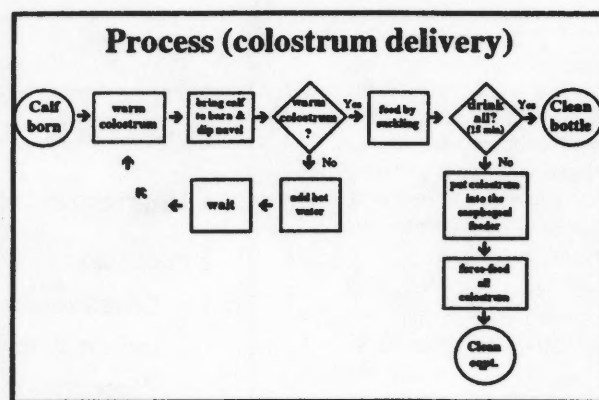 Process (colostrum delivery)
Calf
born
warm
colostrum
bring calf
to barn &
dip navel
warm
colostrum
?
Yes
feed by
suckling
drink
all?
(15 min)
Yes
Clean
bottle
No
add hot
water
wait
No
put colostrum
into the
esophageal
feeder
force-feed
all
colostrum
Clean
eqpt.